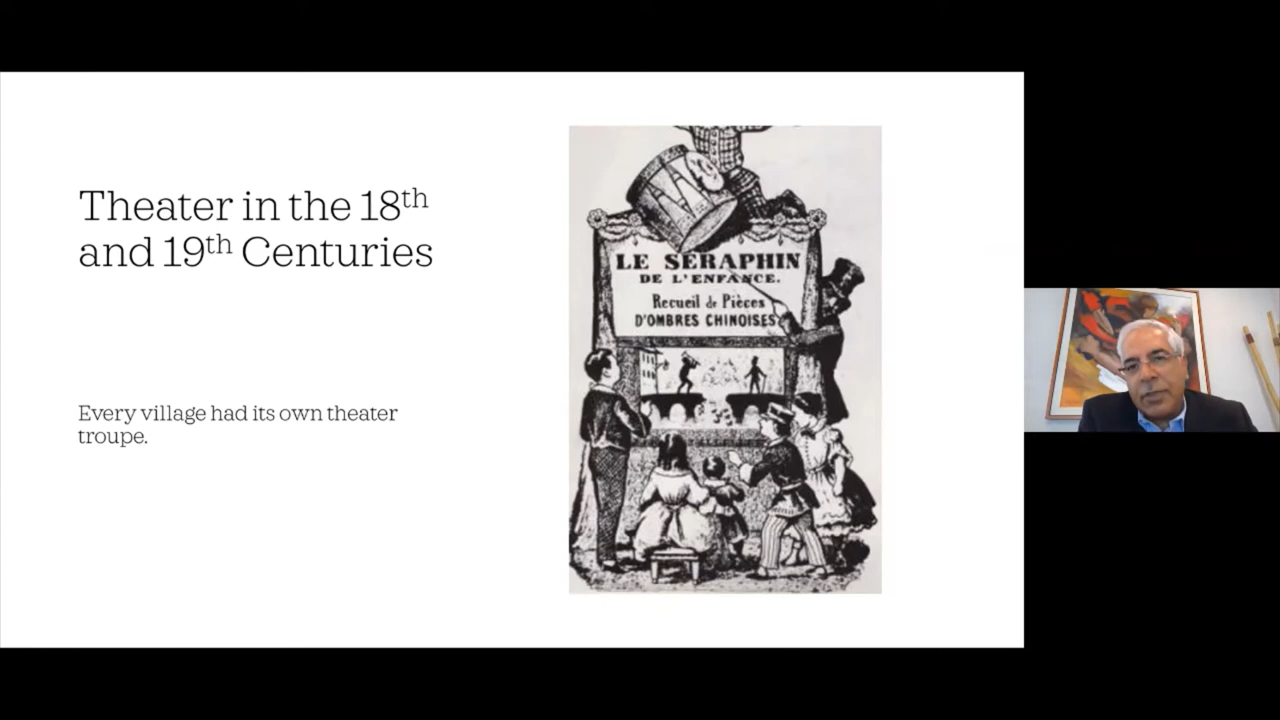 Theater in the 18th
and 19th Centuries
Every village had its own theater
troupe.
LE SÉRAPHIN
DE L'ENFANCE.
Recueil de Pièces
D'OMBRES CHINOISES